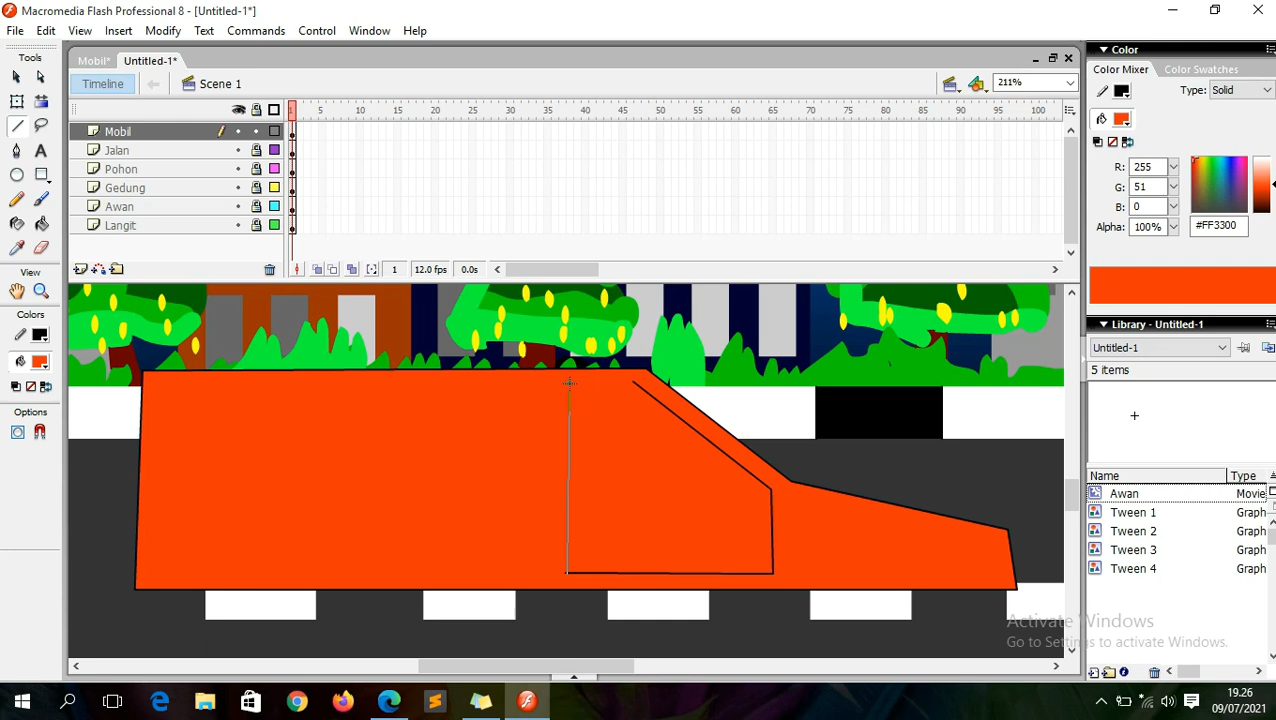 Macromedia Flash Professional 8 - [Untitled-1*]
File Edit View Insert Modify Text Commands Control Window Help
Tools
Mobil* Untitled-1*
Timeline Scene 1 211%
1 5 10 15 20 25 30 35 40 45 50 55 60 65 70 75 80 85 90 95 100
Mobil
Jalan
Pohon
Gedung
Awan
Langit
1 12.0 fps 0.0s
View
Colors
Options
Color
Color Mixer Color Swatches
Type: Solid
R: 255
G: 51
B: 0
Alpha: 100% #FF3300
Library - Untitled-1
Untitled-1
5 items
Name Type
Awan Movie
Tween 1 Graph
Tween 2 Graph
Tween 3 Graph
Tween 4 Graph
Activate Windows
Go to Settings to activate Windows.
19.26
09/07/2021